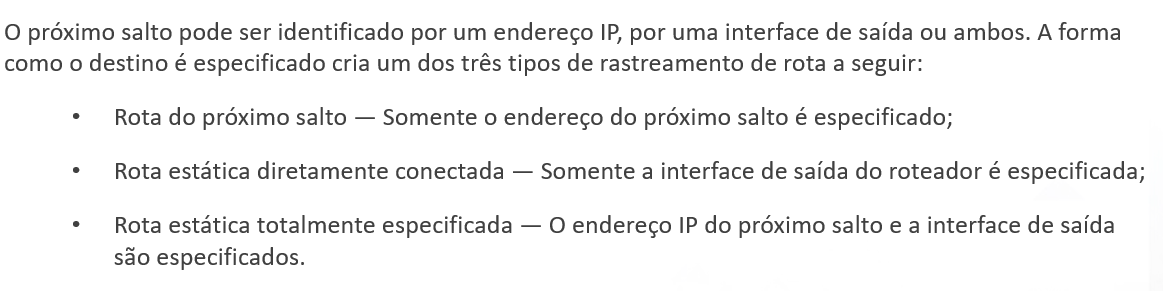 O próximo salto pode ser identificado por um endereço IP, por uma interface de saída ou ambos. A forma
como o destino é especificado cria um dos três tipos de rastreamento de rota a seguir:
• Rota do próximo salto — Somente o endereço do próximo salto é especificado;
• Rota estática diretamente conectada — Somente a interface de saída do roteador é especificada;
• Rota estática totalmente especificada — O endereço IP do próximo salto e a interface de saída
são especificados.